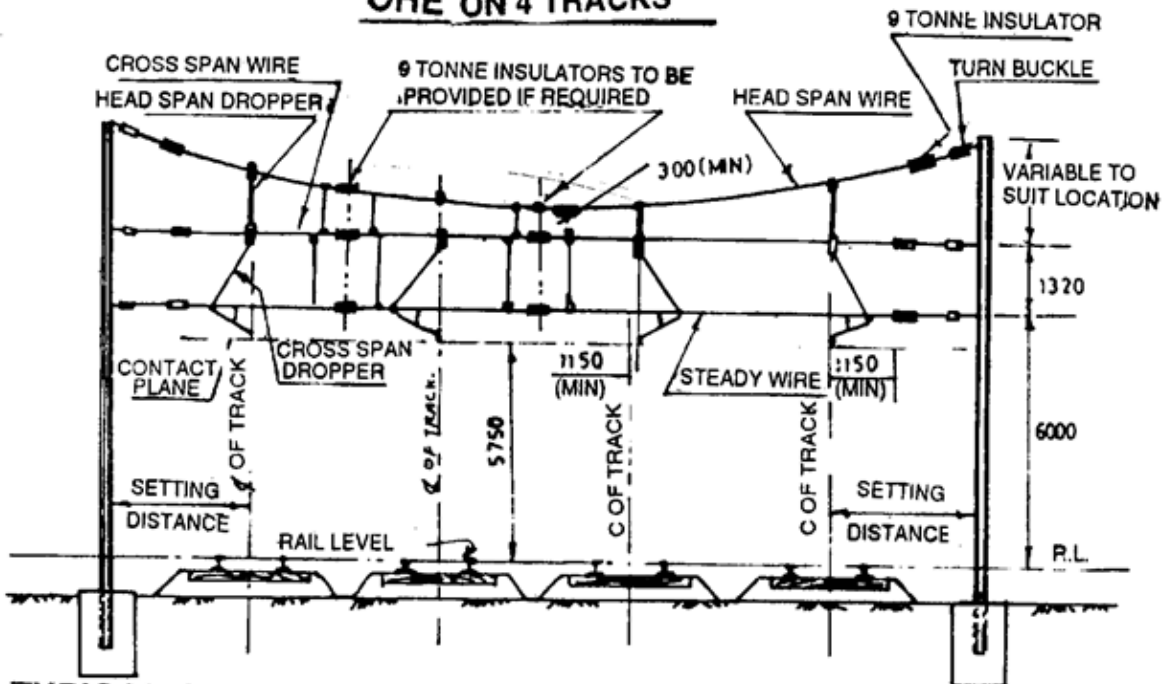 OHE ON 4 TRACKS
9 TONNE INSULATOR
CROSS SPAN WIRE
9 TONNE INSULATORS TO BE
PROVIDED IF REQUIRED
TURN BUCKLE
HEAD SPAN DROPPER
HEAD SPAN WIRE
300 (MIN)
VARIABLE TO
SUIT LOCATION
1320
CROSS SPAN
DROPPER
CONTACT
PLANE
1150
(MIN)
STEADY WIRE
1150
(MIN)
℄ OF TRACK
℄ OF TRACK.
5750
C OF TRACK
C OF TRACK
6000
SETTING
DISTANCE
SETTING
DISTANCE
RAIL LEVEL
R.L.